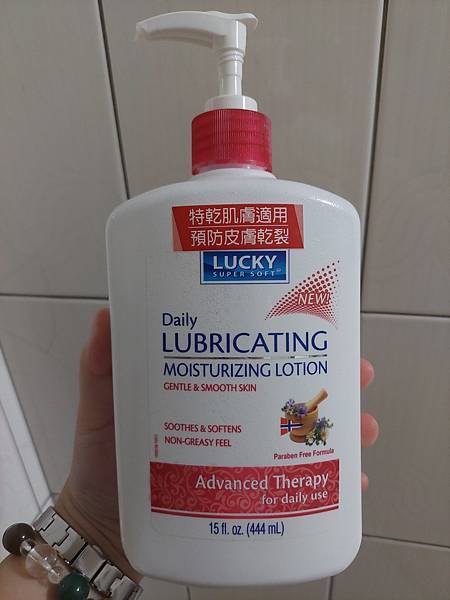 特乾肌膚適用
預防皮膚乾裂
LUCKY
SUPER SOFT
NEW!
Daily
LUBRICATING
MOISTURIZING LOTION
GENTLE & SMOOTH SKIN
SOOTHES & SOFTENS
NON-GREASY FEEL
Paraben Free Formula
Advanced Therapy
for daily use
15 fl. oz. (444 mL)